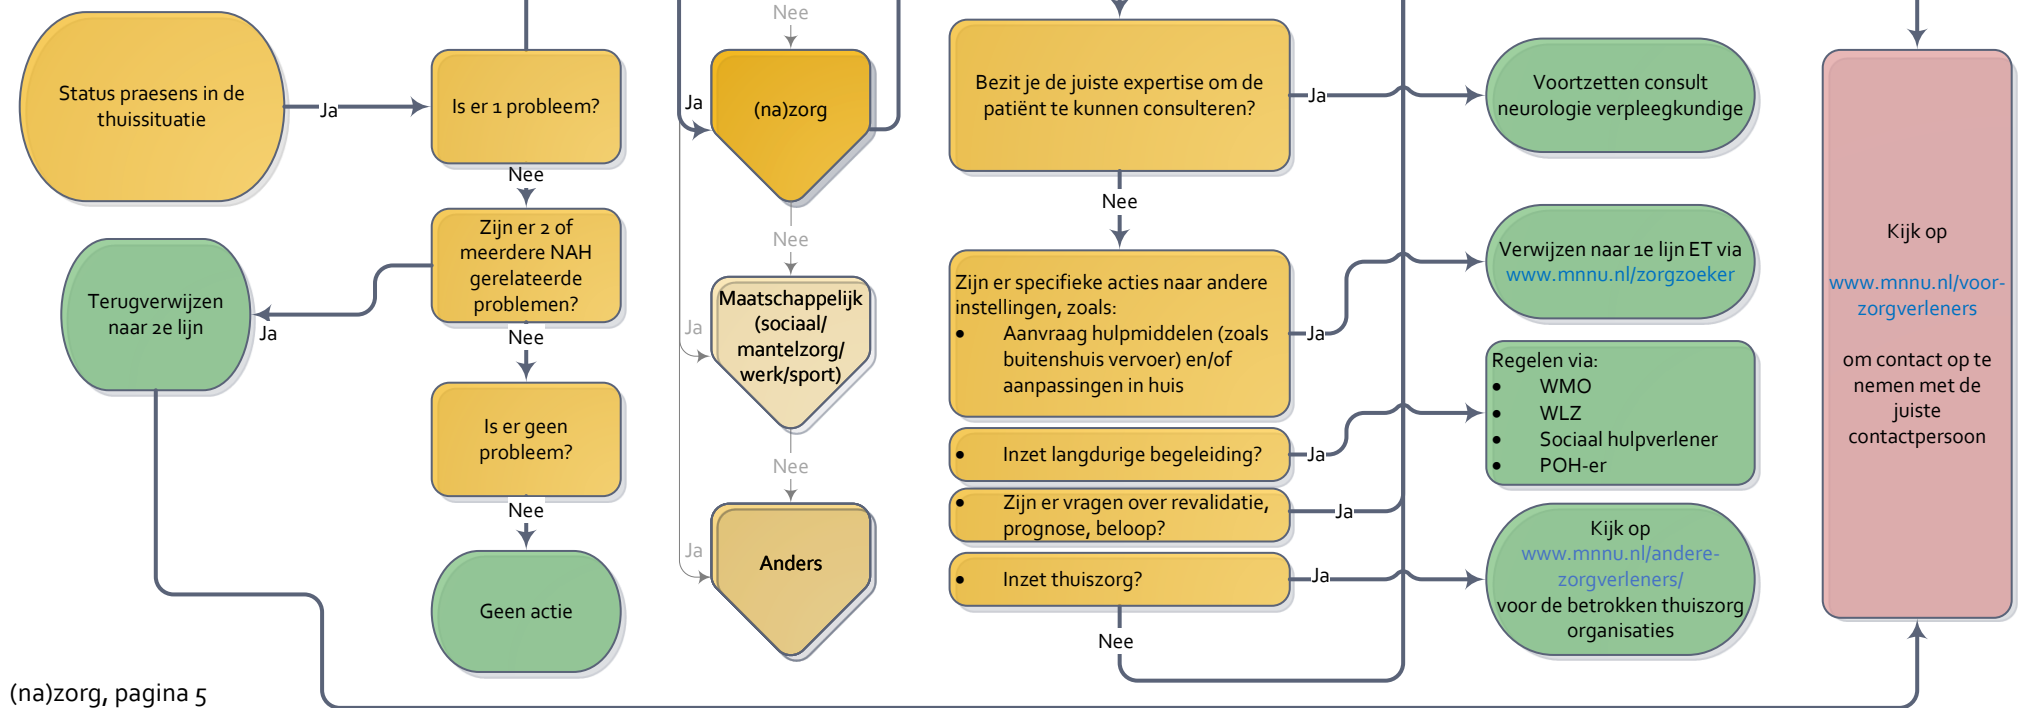 Status praesens in de
thuissituatie
Ja
Is er 1 probleem?
Nee
Zijn er 2 of
meerdere NAH
gerelateerde
problemen?
Ja
Terugverwijzen
naar 2e lijn
Nee
Is er geen
probleem?
Nee
Geen actie
Nee
Ja
(na)zorg
Nee
Ja
Maatschappelijk
(sociaal/
mantelzorg/
werk/sport)
Nee
Ja
Anders
Bezit je de juiste expertise om de
patiënt te kunnen consulteren?
Ja
Voortzetten consult
neurologie verpleegkundige
Nee
Zijn er specifieke acties naar andere
instellingen, zoals:
• Aanvraag hulpmiddelen (zoals
buitenshuis vervoer) en/of
aanpassingen in huis
Ja
Verwijzen naar 1e lijn ET via
www.mnnu.nl/zorgzoeker
• Inzet langdurige begeleiding?
Ja
Regelen via:
• WMO
• WLZ
• Sociaal hulpverlener
• POH-er
• Zijn er vragen over revalidatie,
prognose, beloop?
Ja
• Inzet thuiszorg?
Ja
Kijk op
www.mnnu.nl/andere-
zorgverleners/
voor de betrokken thuiszorg
organisaties
Nee
Kijk op
www.mnnu.nl/voor-
zorgverleners
om contact op te
nemen met de
juiste
contactpersoon
(na)zorg, pagina 5